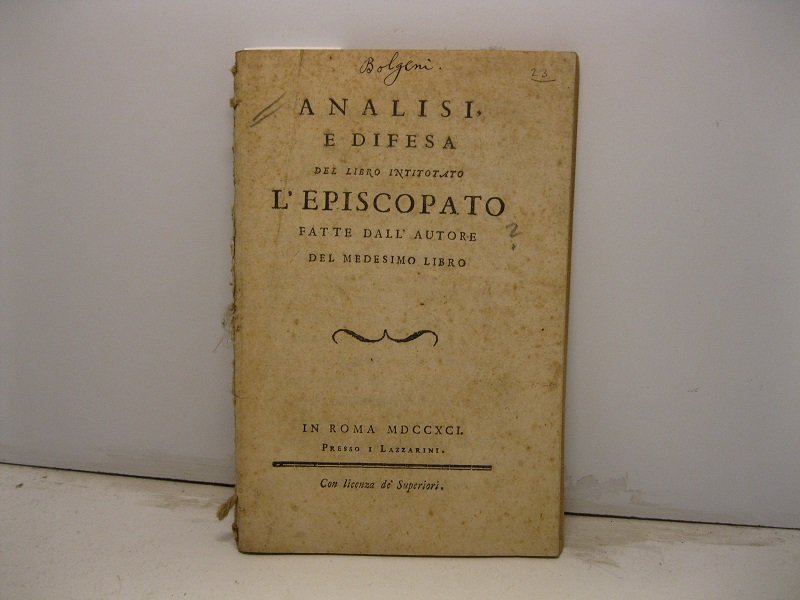 Bolgeni.
23
ANALISI,
E DIFESA
DEL LIBRO INTITOTATO
L'EPISCOPATO
FATTE DALL' AUTORE
?
DEL MEDESIMO LIBRO
IN ROMA MDCCXCI.
PRESSO I LAZZARINI.
Con licenza de' Superiori.